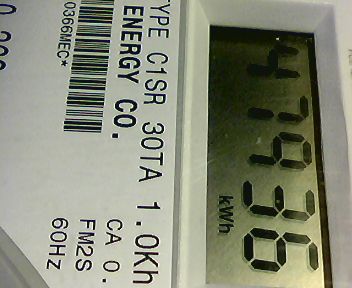 47936
kWh
TYPE C1SR 30TA 1.0Kh
ENERGY CO.
CA 0.
FM2S
60HZ
0366MEC*